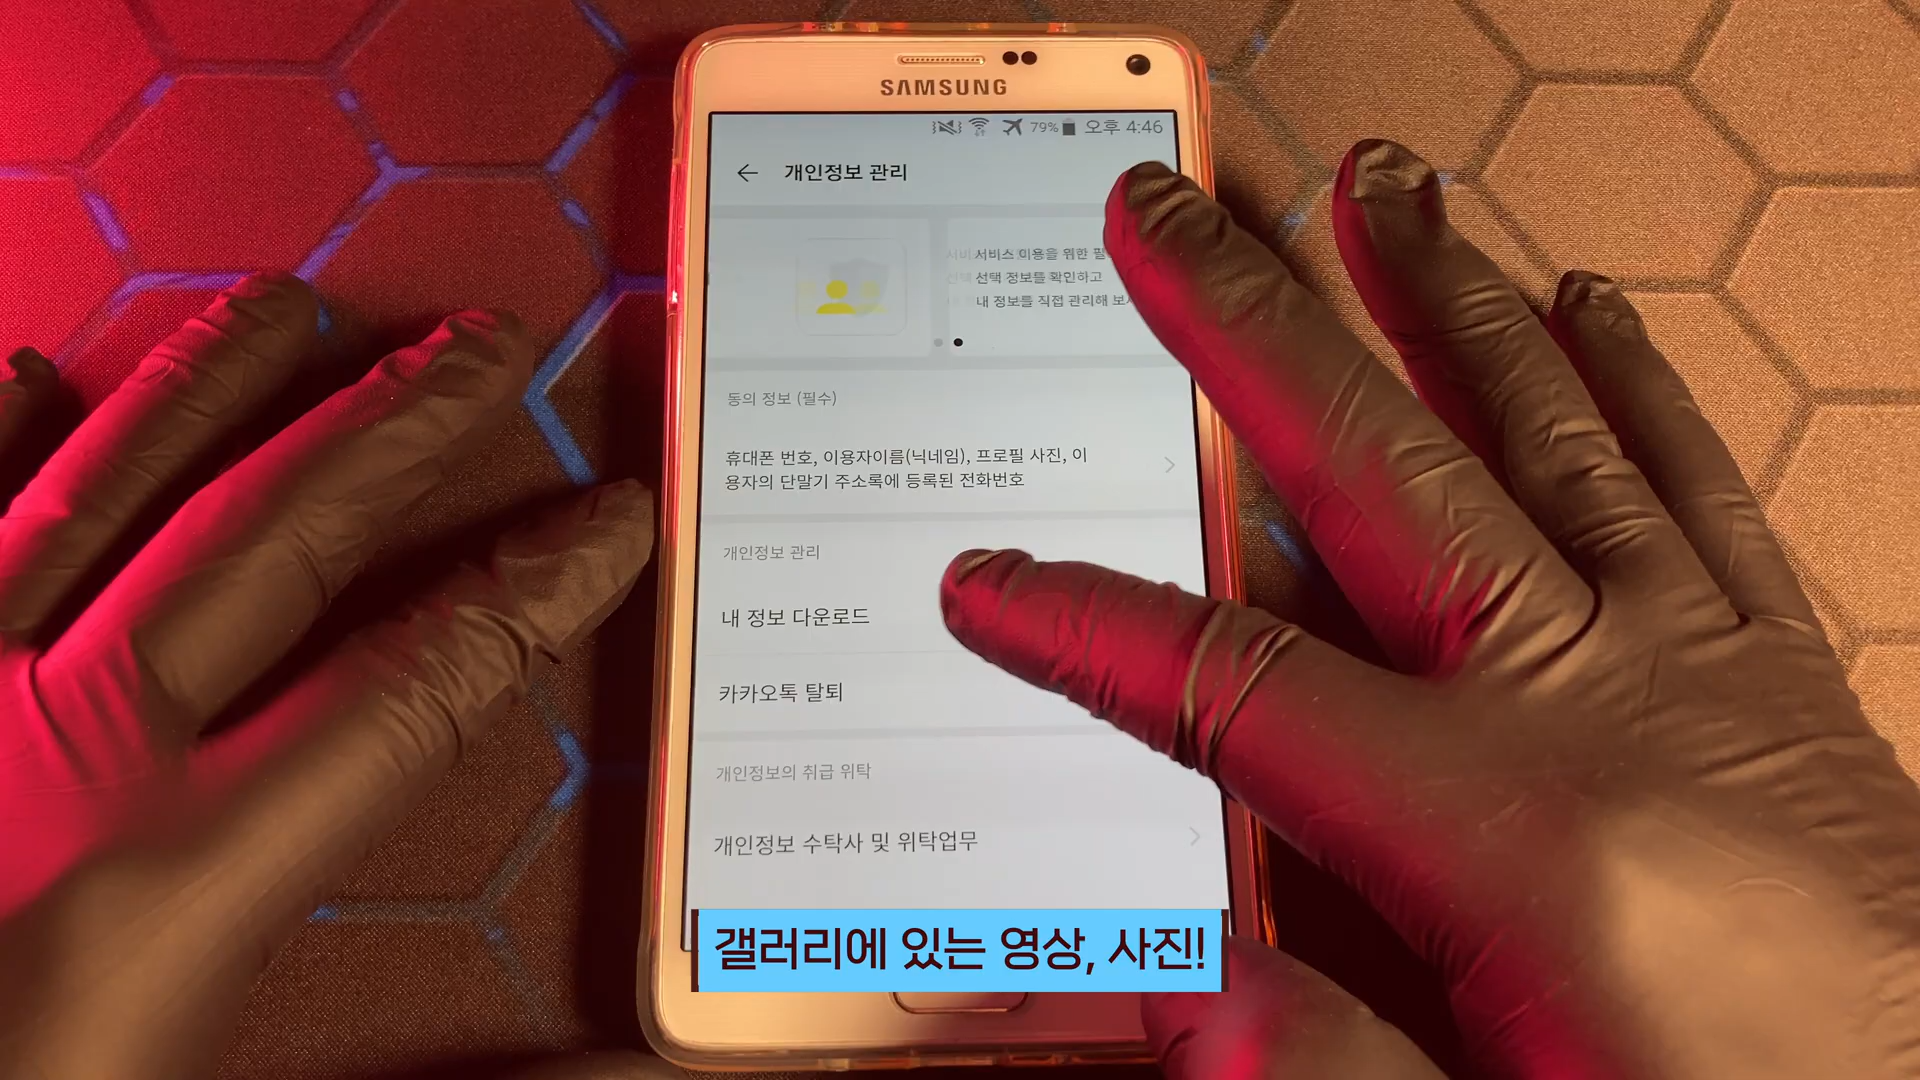 SAMSUNG
79% 오후 4:46
개인정보 관리
서비스 이용을 위한
선택 정보를 확인하고
내 정보를 직접 관리해
동의 정보 (필수)
휴대폰 번호, 이용자이름(닉네임), 프로필 사진, 이
용자의 단말기 주소록에 등록된 전화번호
개인정보 관리
내 정보 다운로드
카카오톡 탈퇴
개인정보의 취급 위탁
개인정보 수탁사 및 위탁업무
갤러리에 있는 영상, 사진!